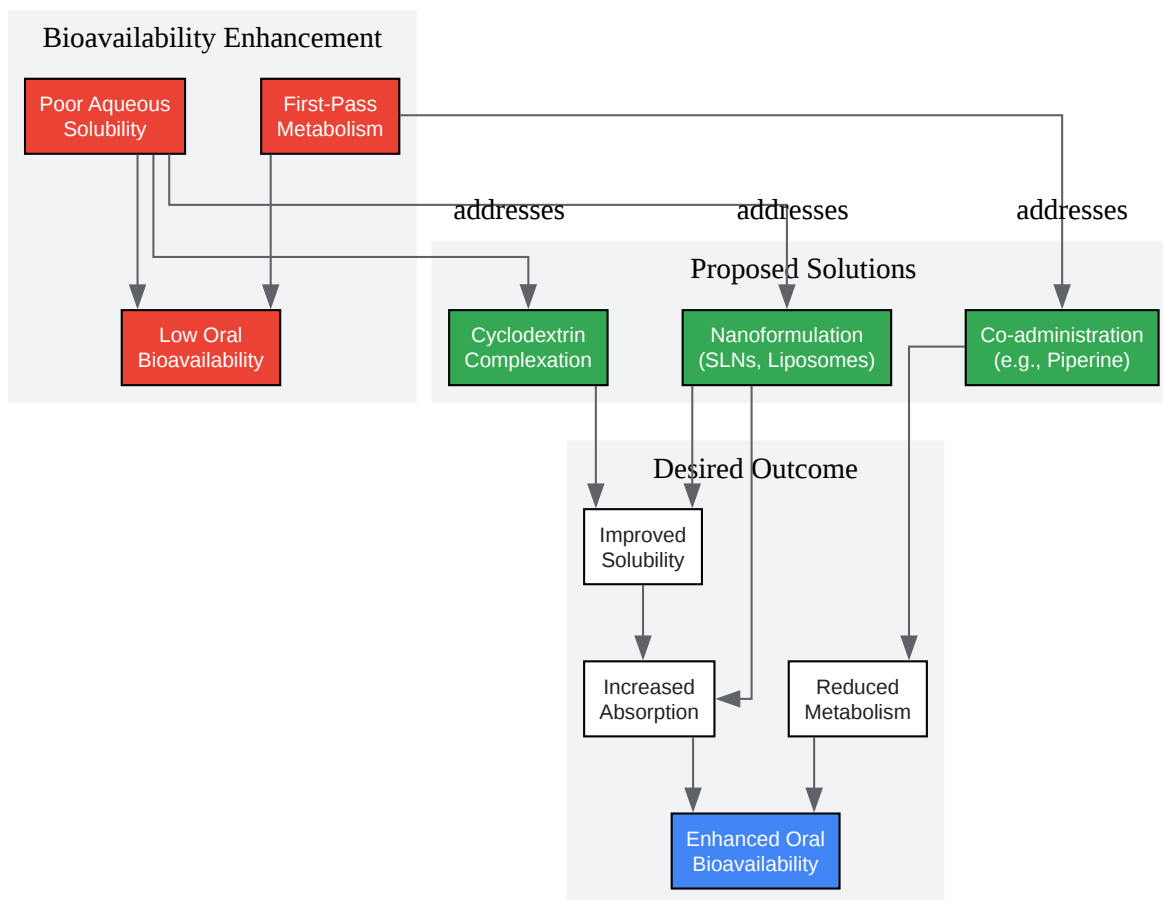 Bioavailability Enhancement
Poor Aqueous
Solubility
First-Pass
Metabolism
addresses
addresses
addresses
Proposed Solutions
Low Oral
Bioavailability
Cyclodextrin
Complexation
Nanoformulation
(SLNs, Liposomes)
Co-administration
(e.g., Piperine)
Desired Outcome
Improved
Solubility
Increased
Absorption
Reduced
Metabolism
Enhanced Oral
Bioavailability